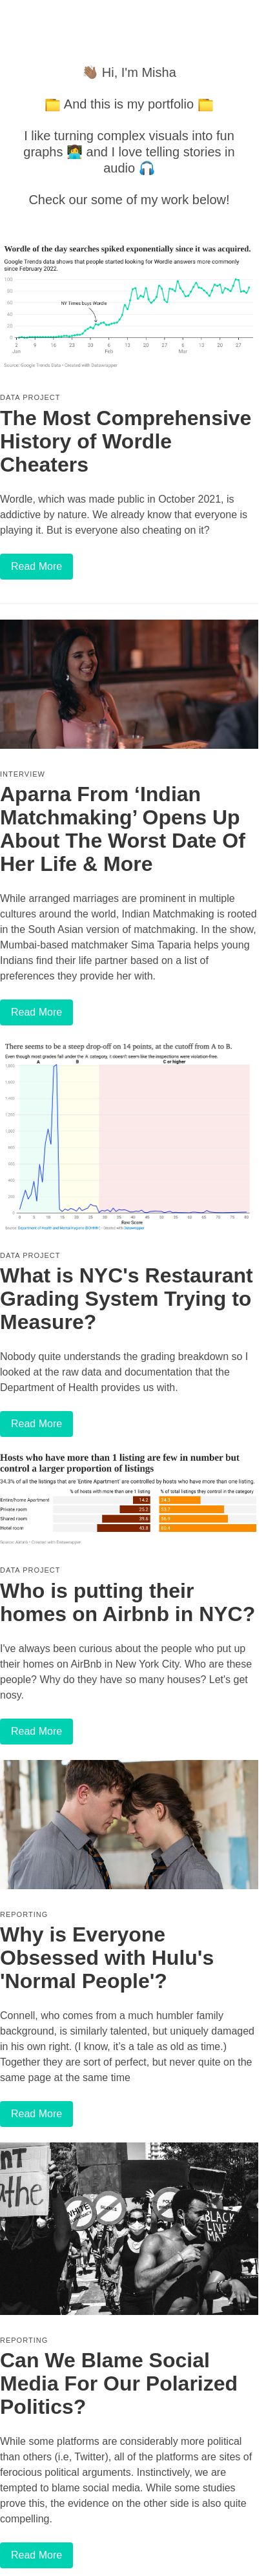 👋🏽 Hi, I'm Misha
📁 And this is my portfolio 📁
I like turning complex visuals into fun
graphs 👩‍💻 and I love telling stories in
audio 🎧
Check our some of my work below!
Wordle of the day searches spiked exponentially since it was acquired.
Google Trends data shows that people started looking for Wordle answers more commonly
since February 2022.
100
80
60
40
20
0
NY Times buys Wordle
2 9 16 23 30 6 13 20 27 6 13 20 27
Jan Feb Mar
Source: Google Trends Data • Created with Datawrapper
DATA PROJECT
The Most Comprehensive
History of Wordle
Cheaters
Wordle, which was made public in October 2021, is
addictive by nature. We already know that everyone is
playing it. But is everyone also cheating on it?
Read More
INTERVIEW
Aparna From ‘Indian
Matchmaking’ Opens Up
About The Worst Date Of
Her Life & More
While arranged marriages are prominent in multiple
cultures around the world, Indian Matchmaking is rooted
in the South Asian version of matchmaking. In the show,
Mumbai-based matchmaker Sima Taparia helps young
Indians find their life partner based on a list of
preferences they provide her with.
Read More
There seems to be a steep drop-off on 14 points, at the cutoff from A to B.
Even though most grades fall under the A category, it doesn't seem like the inspections were violation-free.
A B C or higher
1,600
1,400
1,200
1,000
800
600
400
200
0
0 5 10 15 20 25 30 35 40 45 50 55 60 65 70 75 80
Raw Score
DATA PROJECT
What is NYC's Restaurant
Grading System Trying to
Measure?
Nobody quite understands the grading breakdown so I
looked at the raw data and documentation that the
Department of Health provides us with.
Read More
Hosts who have more than 1 listing are few in number but
control a larger proportion of listings
34.3% of all the listings that are 'Entire Apartment' are controlled by hosts who have more than one listing.
% of hosts with more than one listing % of total listings they control in the category
Entire home/Apartment 14.2 34.3
Private room 25.2
Shared room 39.6
Hotel room 43.8
Source: Airbnb • Created with Datawrapper
DATA PROJECT
Who is putting their
homes on Airbnb in NYC?
I've always been curious about the people who put up
their homes on AirBnb in New York City. Who are these
people? Why do they have so many houses? Let's get
nosy.
Read More
REPORTING
Why is Everyone
Obsessed with Hulu's
'Normal People'?
Connell, who comes from a much humbler family
background, is similarly talented, but uniquely damaged
in his own right. (I know, it’s a tale as old as time.)
Together they are sort of perfect, but never quite on the
same page at the same time
Read More
WHITE
BLACK
LIVES
REPORTING
Can We Blame Social
Media For Our Polarized
Politics?
While some platforms are considerably more political
than others (i.e, Twitter), all of the platforms are sites of
ferocious political arguments. Instinctively, we are
tempted to blame social media. While some studies
prove this, the evidence on the other side is also quite
compelling.
Read More